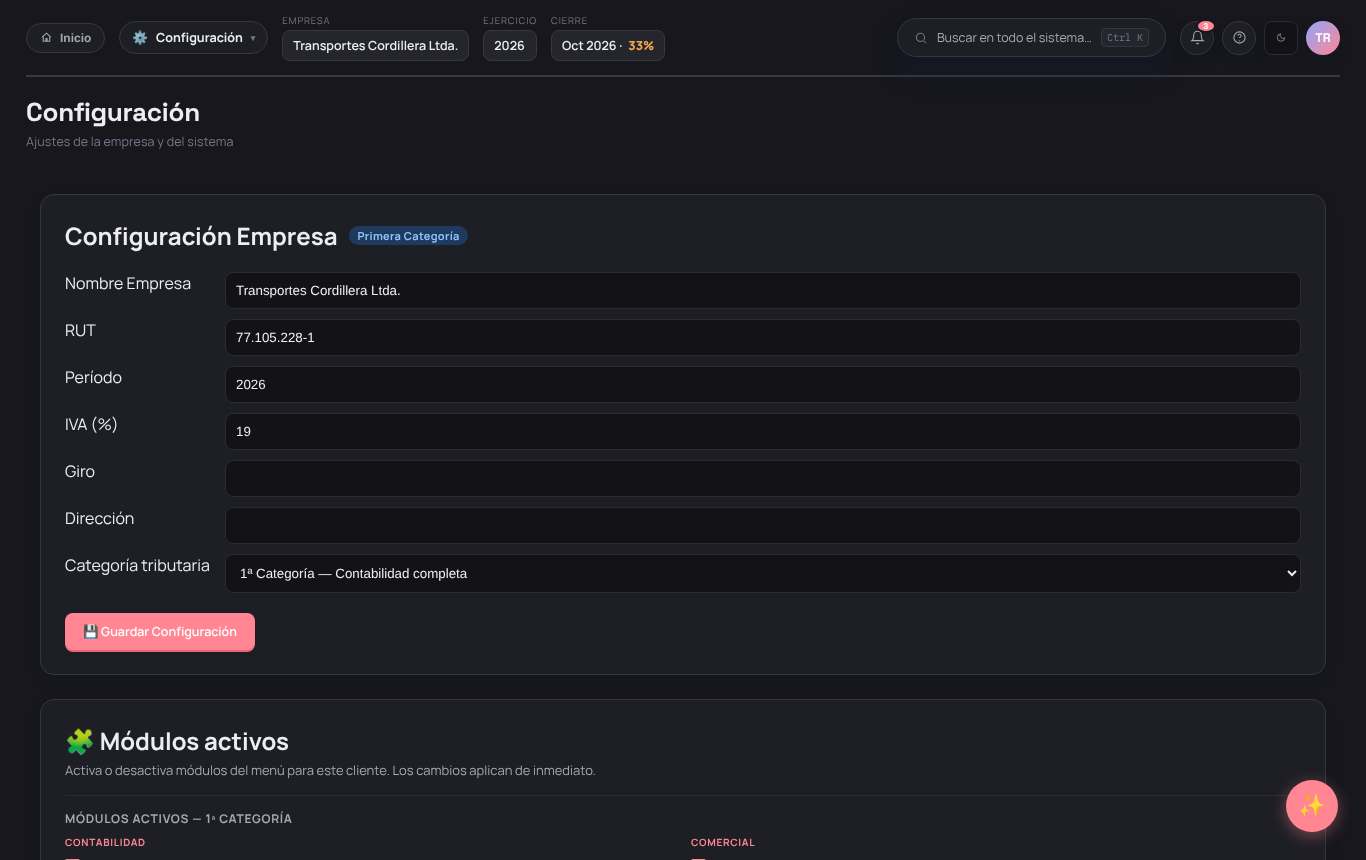 Inicio
Configuración
EMPRESA
Transportes Cordillera Ltda.
EJERCICIO
2026
CIERRE
Oct 2026 · 33%
Buscar en todo el sistema... Ctrl K
3
TR
Configuración
Ajustes de la empresa y del sistema
Configuración Empresa Primera Categoría
Nombre Empresa Transportes Cordillera Ltda.
RUT 77.105.228-1
Período 2026
IVA (%) 19
Giro
Dirección
Categoría tributaria 1ª Categoría — Contabilidad completa
Guardar Configuración
Módulos activos
Activa o desactiva módulos del menú para este cliente. Los cambios aplican de inmediato.
MÓDULOS ACTIVOS — 1ª CATEGORÍA
CONTABILIDAD COMERCIAL